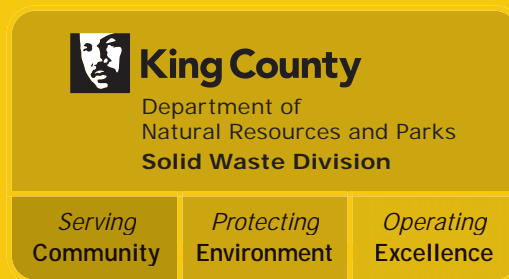 King County
Department of
Natural Resources and Parks
Solid Waste Division
Serving
Community
Protecting
Environment
Operating
Excellence